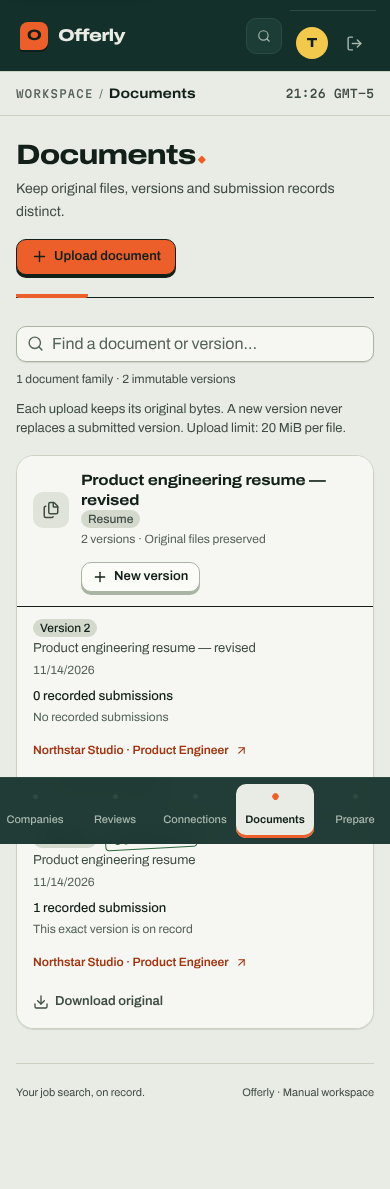 O Offerly
T
WORKSPACE / Documents 21:26 GMT−5
Documents.
Keep original files, versions and submission records
distinct.
Upload document
Find a document or version...
1 document family · 2 immutable versions
Each upload keeps its original bytes. A new version never
replaces a submitted version. Upload limit: 20 MiB per file.
Product engineering resume —
revised
Resume
2 versions · Original files preserved
New version
Version 2
Product engineering resume — revised
11/14/2026
0 recorded submissions
No recorded submissions
Northstar Studio · Product Engineer
Companies Reviews Connections Documents Prepare
Product engineering resume
11/14/2026
1 recorded submission
This exact version is on record
Northstar Studio · Product Engineer
Download original
Your job search, on record. Offerly · Manual workspace